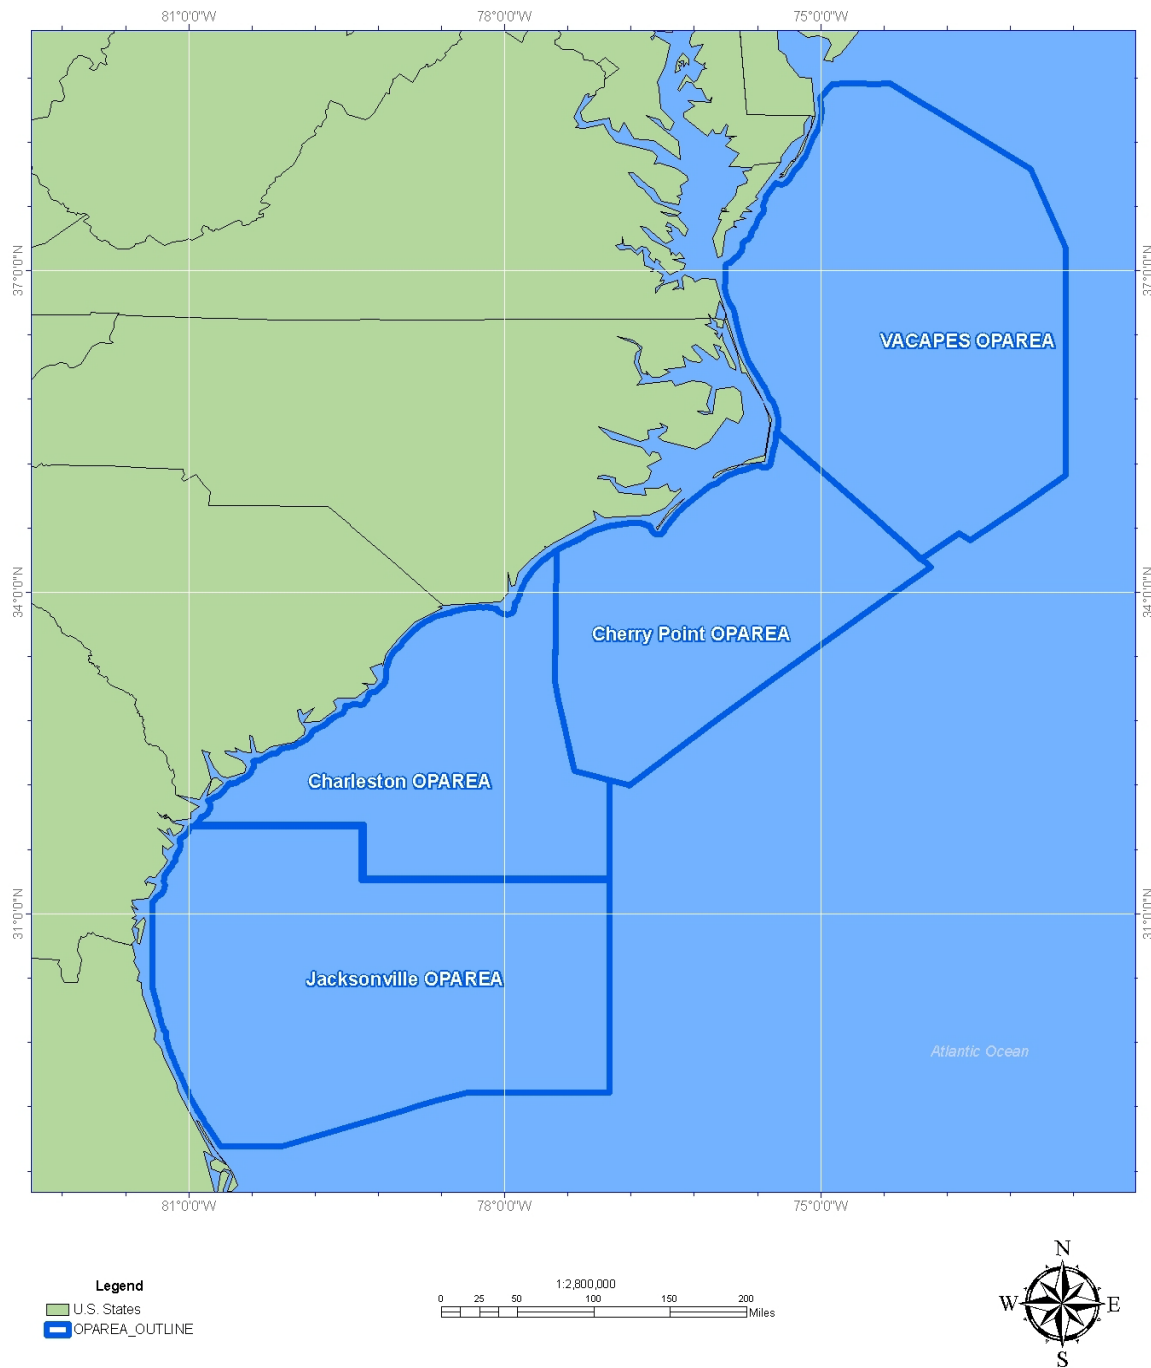 81°0'0"W 78°0'0"W 75°0'0"W
37°0'0"N 37°0'0"N
VACAPES OPAREA
34°0'0"N 34°0'0"N
Cherry Point OPAREA
Charleston OPAREA
31°0'0"N 31°0'0"N
Jacksonville OPAREA
Atlantic Ocean
81°0'0"W 78°0'0"W 75°0'0"W
Legend
U.S. States
OPAREA_OUTLINE
1:2,800,000
0 25 50 100 150 200
Miles
N
W E
S